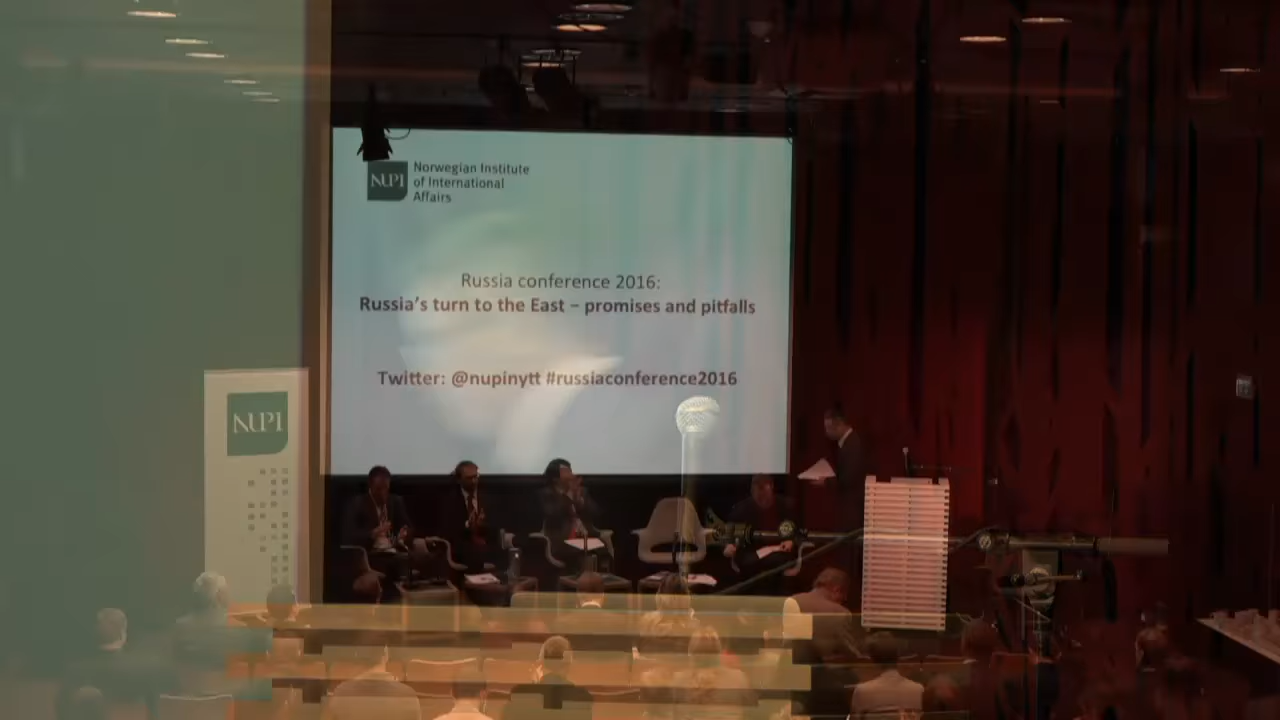 NUPI
Norwegian Institute
of International
Affairs
Russia conference 2016:
Russia's turn to the East – promises and pitfalls
Twitter: @nupinytt #russiaconference2016
NUPI